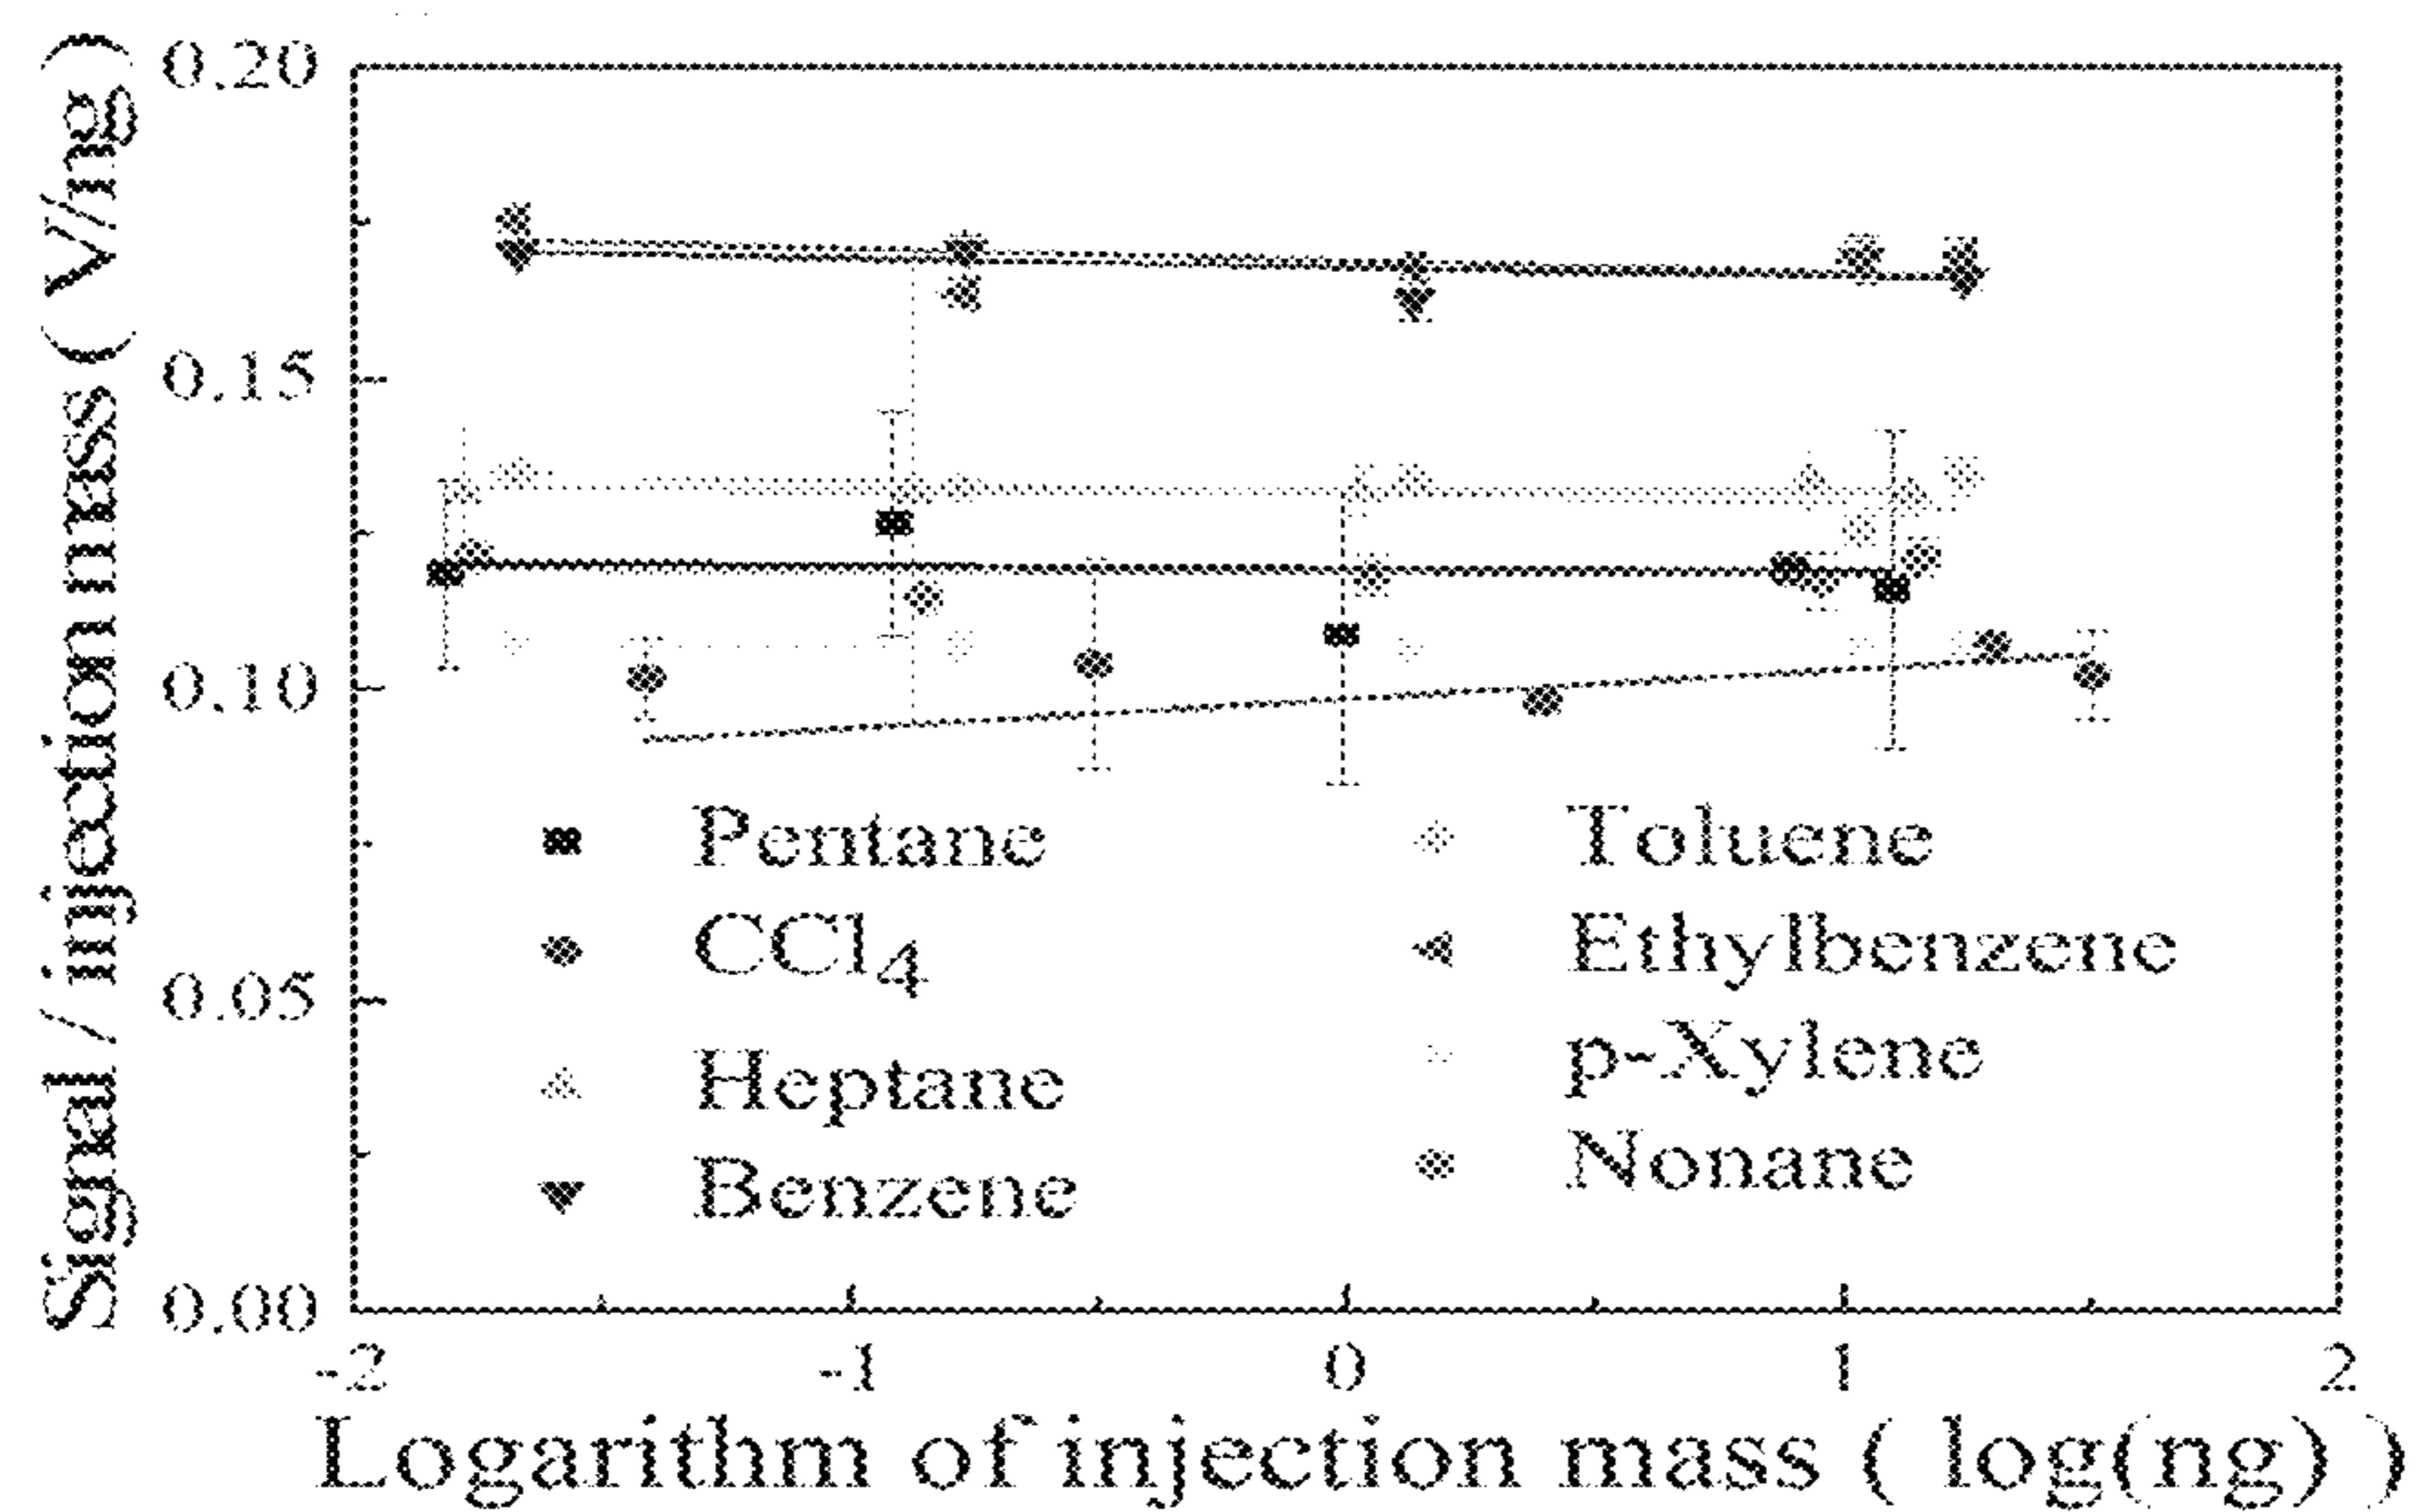 Signal / injection mass ( V/ng )
0.20
0.15
0.10
0.05
0.00
Pentane
CCl4
Heptane
Benzene
Toluene
Ethylbenzene
p-Xylene
Nonane
-2 -1 0 1 2
Logarithm of injection mass ( log(ng) )